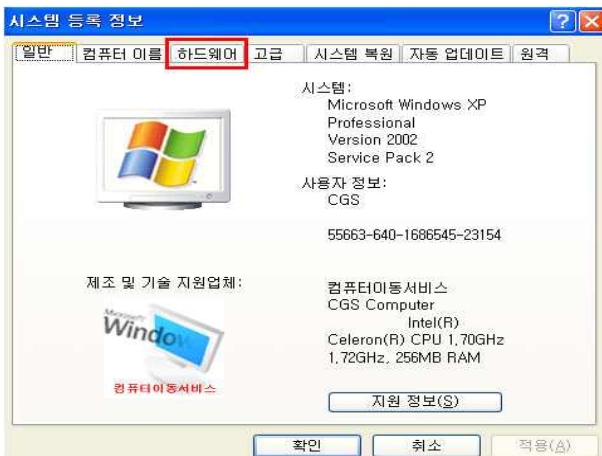 시스템 등록 정보
일반 컴퓨터 이름 하드웨어 고급 시스템 복원 자동 업데이트 원격
시스템:
Microsoft Windows XP
Professional
Version 2002
Service Pack 2
사용자 정보:
CGS
55663-640-1686545-23154
제조 및 기술 지원업체:
Microsoft
Window
컴퓨터이동서비스
컴퓨터이동서비스
CGS Computer
Intel(R)
Celeron(R) CPU 1,70GHz
1,72GHz, 256MB RAM
지원 정보(S)
확인 취소 적용(A)